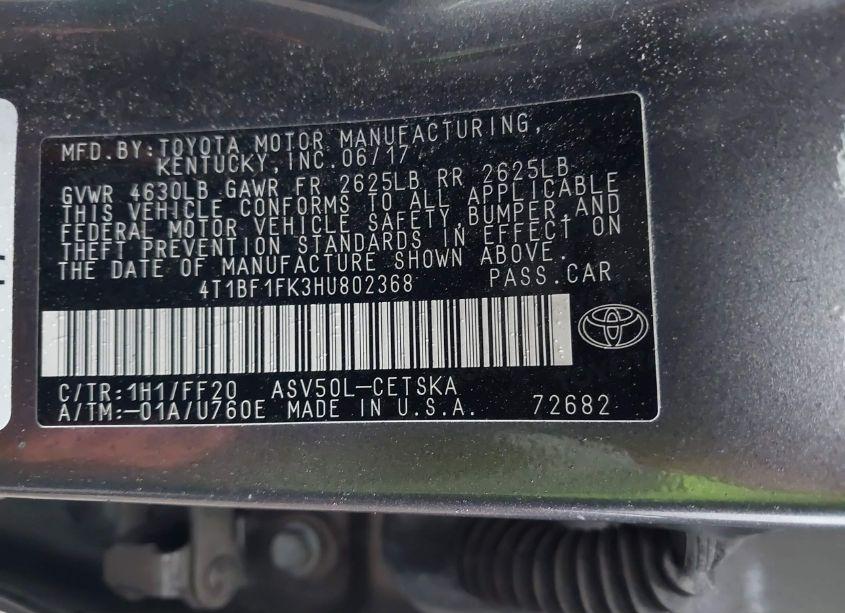 MFD.BY:TOYOTA MOTOR MANUFACTURING,
KENTUCKY,INC.06/17
GVWR 4630LB GAWR FR 2625LB RR 2625LB
THIS VEHICLE CONFORMS TO ALL APPLICABLE
FEDERAL MOTOR VEHICLE SAFETY,BUMPER,AND
THEFT PREVENTION STANDARDS IN EFFECT ON
THE DATE OF MANUFACTURE SHOWN ABOVE.
4T1BF1FK3HU802368 PASS.CAR
C/TR:1H1/FF20 ASV50L-CETSKA
A/TM:-01A/U760E MADE IN U.S.A. 72682